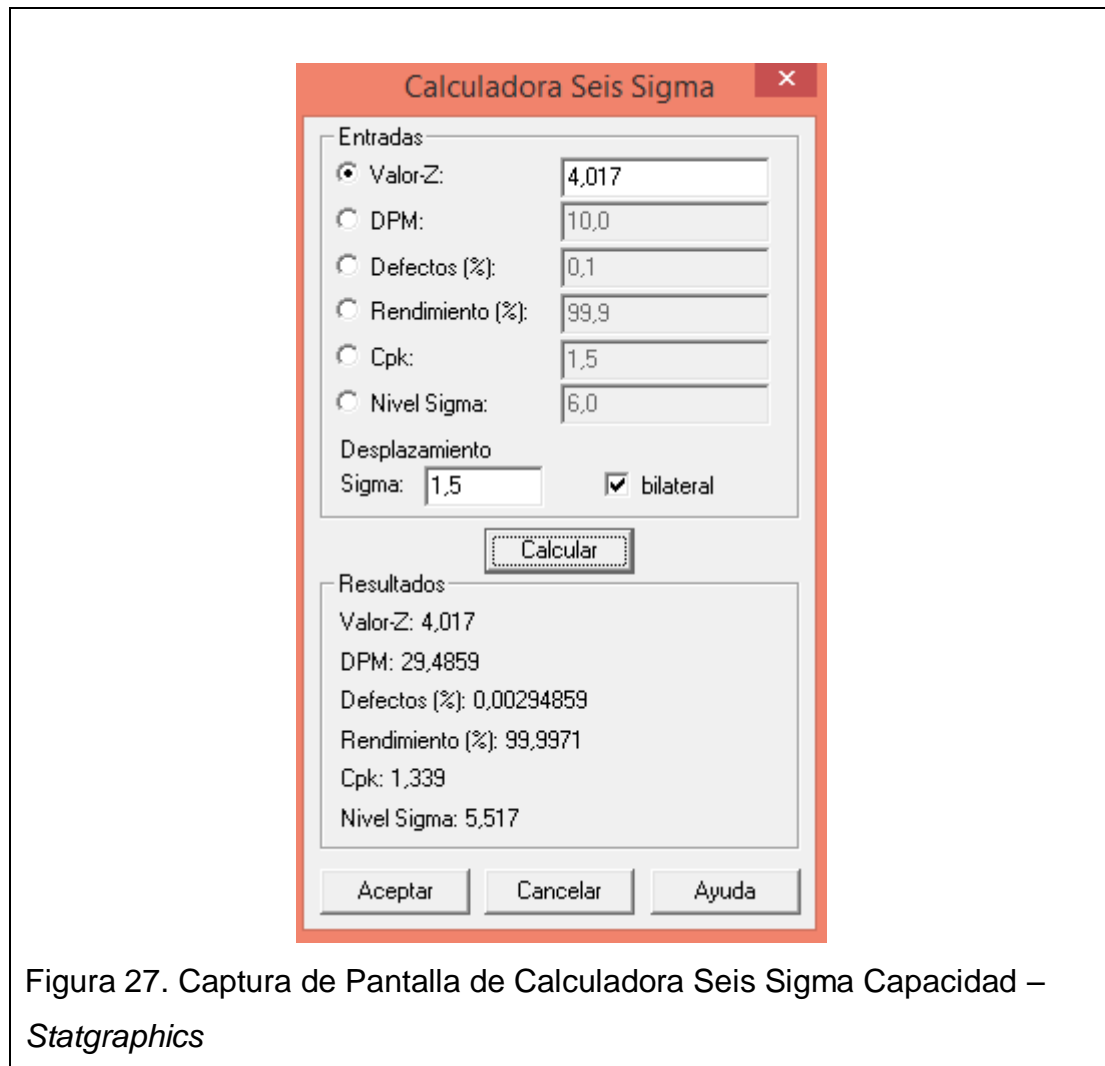 Calculadora Seis Sigma
Entradas
Valor-Z: 4,017
DPM: 10,0
Defectos (%): 0,1
Rendimiento (%): 99,9
Cpk: 1,5
Nivel Sigma: 6,0
Desplazamiento
Sigma: 1,5 bilateral
Calcular
Resultados
Valor-Z: 4,017
DPM: 29,4859
Defectos (%): 0,00294859
Rendimiento (%): 99,9971
Cpk: 1,339
Nivel Sigma: 5,517
Aceptar Cancelar Ayuda
Figura 27. Captura de Pantalla de Calculadora Seis Sigma Capacidad –
Statgraphics